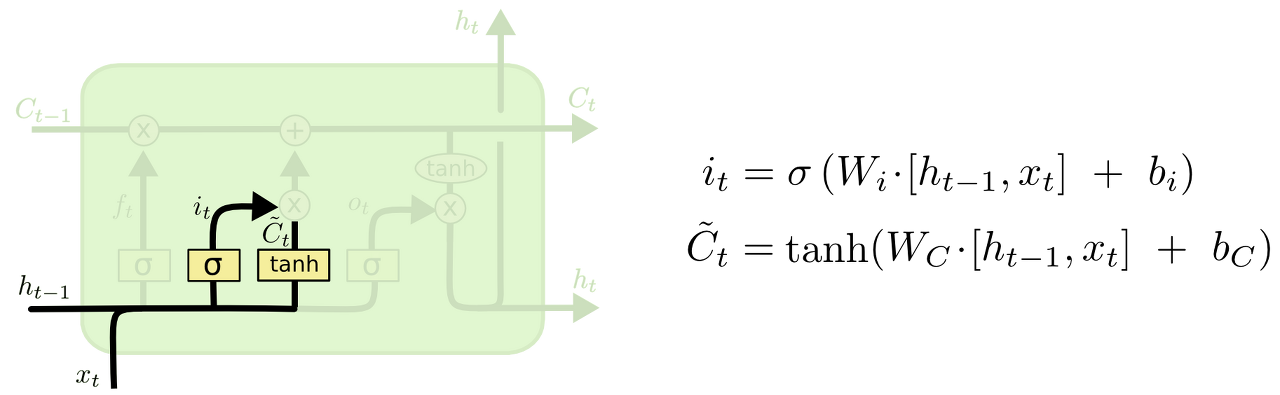 h_t
C_{t-1}
C_t
x
+
tanh
f_t
i_t
x
o_t
x
C̃_t
σ
σ
tanh
σ
h_{t-1}
h_t
x_t
i_t = σ (W_i·[h_{t-1}, x_t] + b_i)
C̃_t = tanh(W_C·[h_{t-1}, x_t] + b_C)